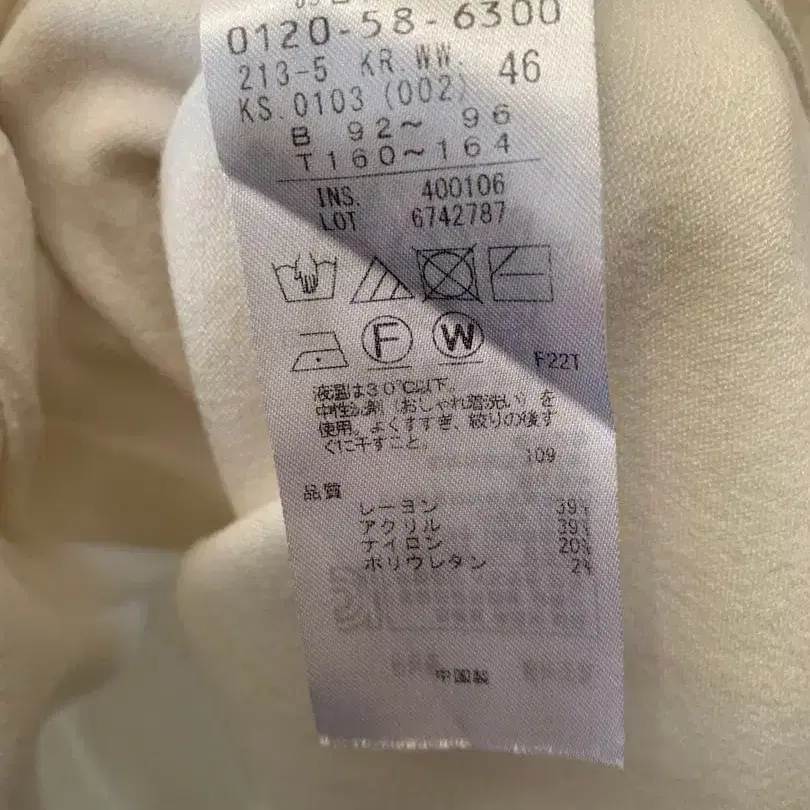 0120-58-6300
213-5 KR.WW. 46
KS.0103 (002)
B 92～ 96
T160～164
INS. 400106
LOT 6742787
F W
F22T
液温は30℃以下。
中性洗剤（おしゃれ着洗い）を
使用。よくすすぎ、絞りの後す
ぐに干すこと。
109
品質
レーヨン 39%
アクリル 39%
ナイロン 20%
ポリウレタン 2%
中国製